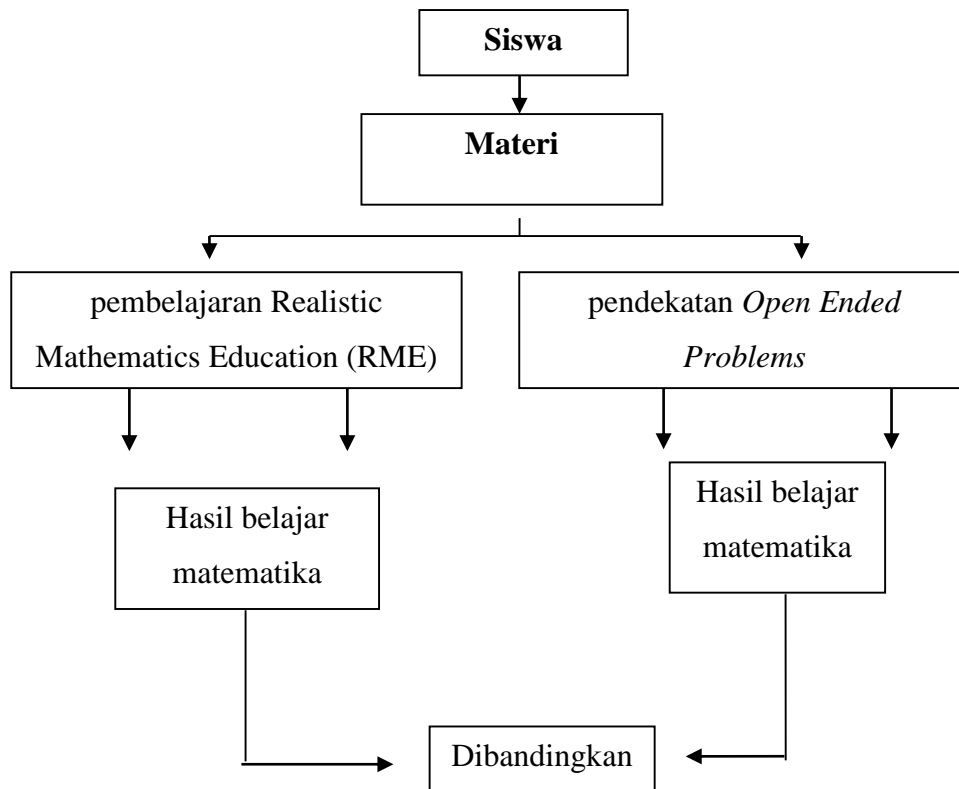 Siswa
Materi
pembelajaran Realistic
Mathematics Education (RME)
pendekatan Open Ended
Problems
Hasil belajar
matematika
Hasil belajar
matematika
Dibandingkan